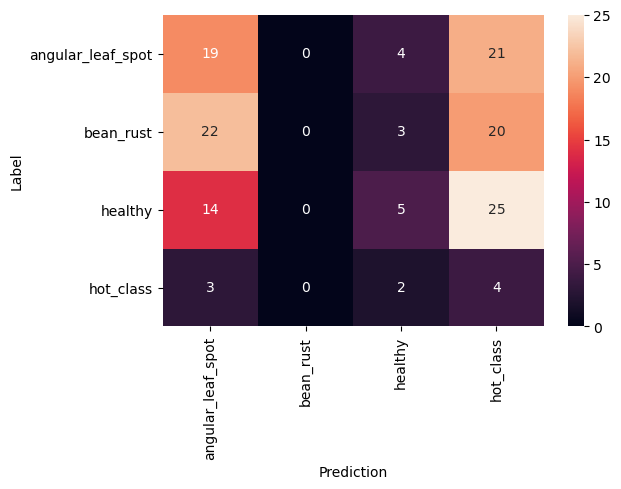 angular_leaf_spot 19 0 4 21
bean_rust 22 0 3 20
healthy 14 0 5 25
hot_class 3 0 2 4
Label
angular_leaf_spot
bean_rust
healthy
hot_class
Prediction
25
20
15
10
5
0